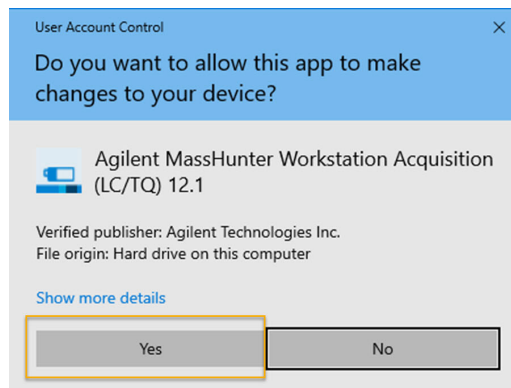 User Account Control
Do you want to allow this app to make
changes to your device?
Agilent MassHunter Workstation Acquisition
(LC/TQ) 12.1
Verified publisher: Agilent Technologies Inc.
File origin: Hard drive on this computer
Show more details
Yes
No